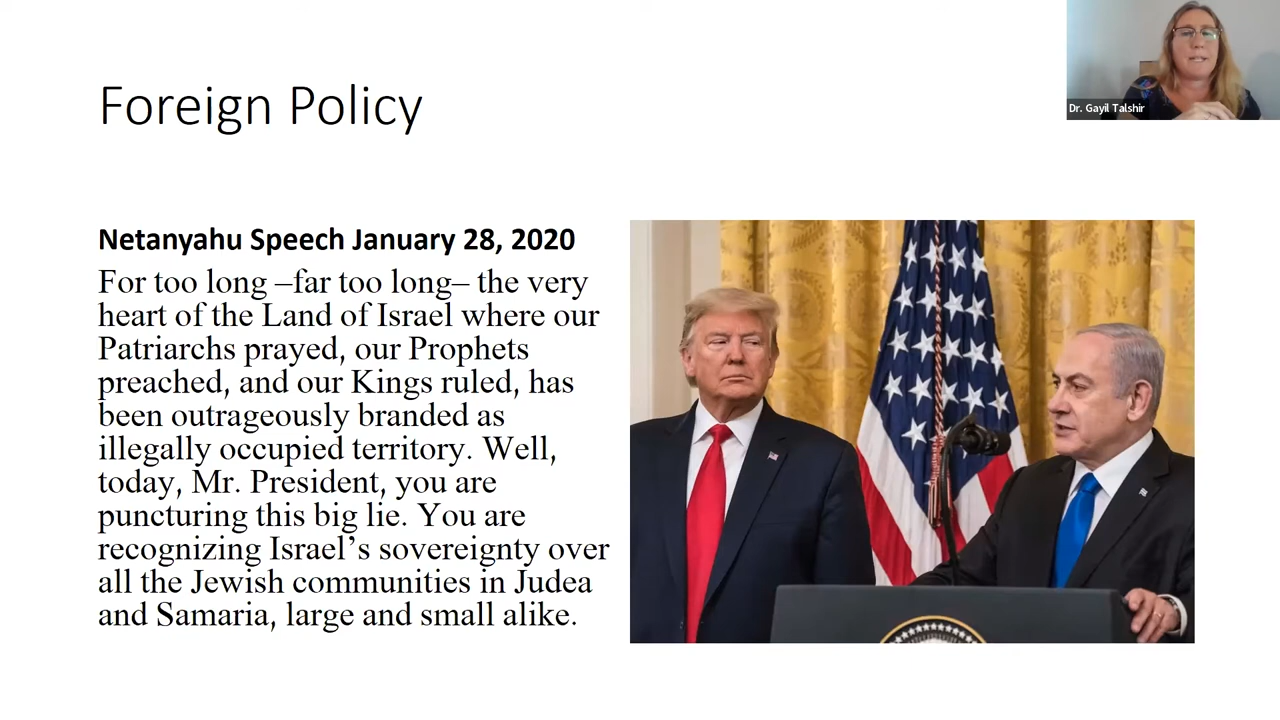 Foreign Policy
Dr. Gayil Talshir
Netanyahu Speech January 28, 2020
For too long –far too long– the very
heart of the Land of Israel where our
Patriarchs prayed, our Prophets
preached, and our Kings ruled, has
been outrageously branded as
illegally occupied territory. Well,
today, Mr. President, you are
puncturing this big lie. You are
recognizing Israel’s sovereignty over
all the Jewish communities in Judea
and Samaria, large and small alike.